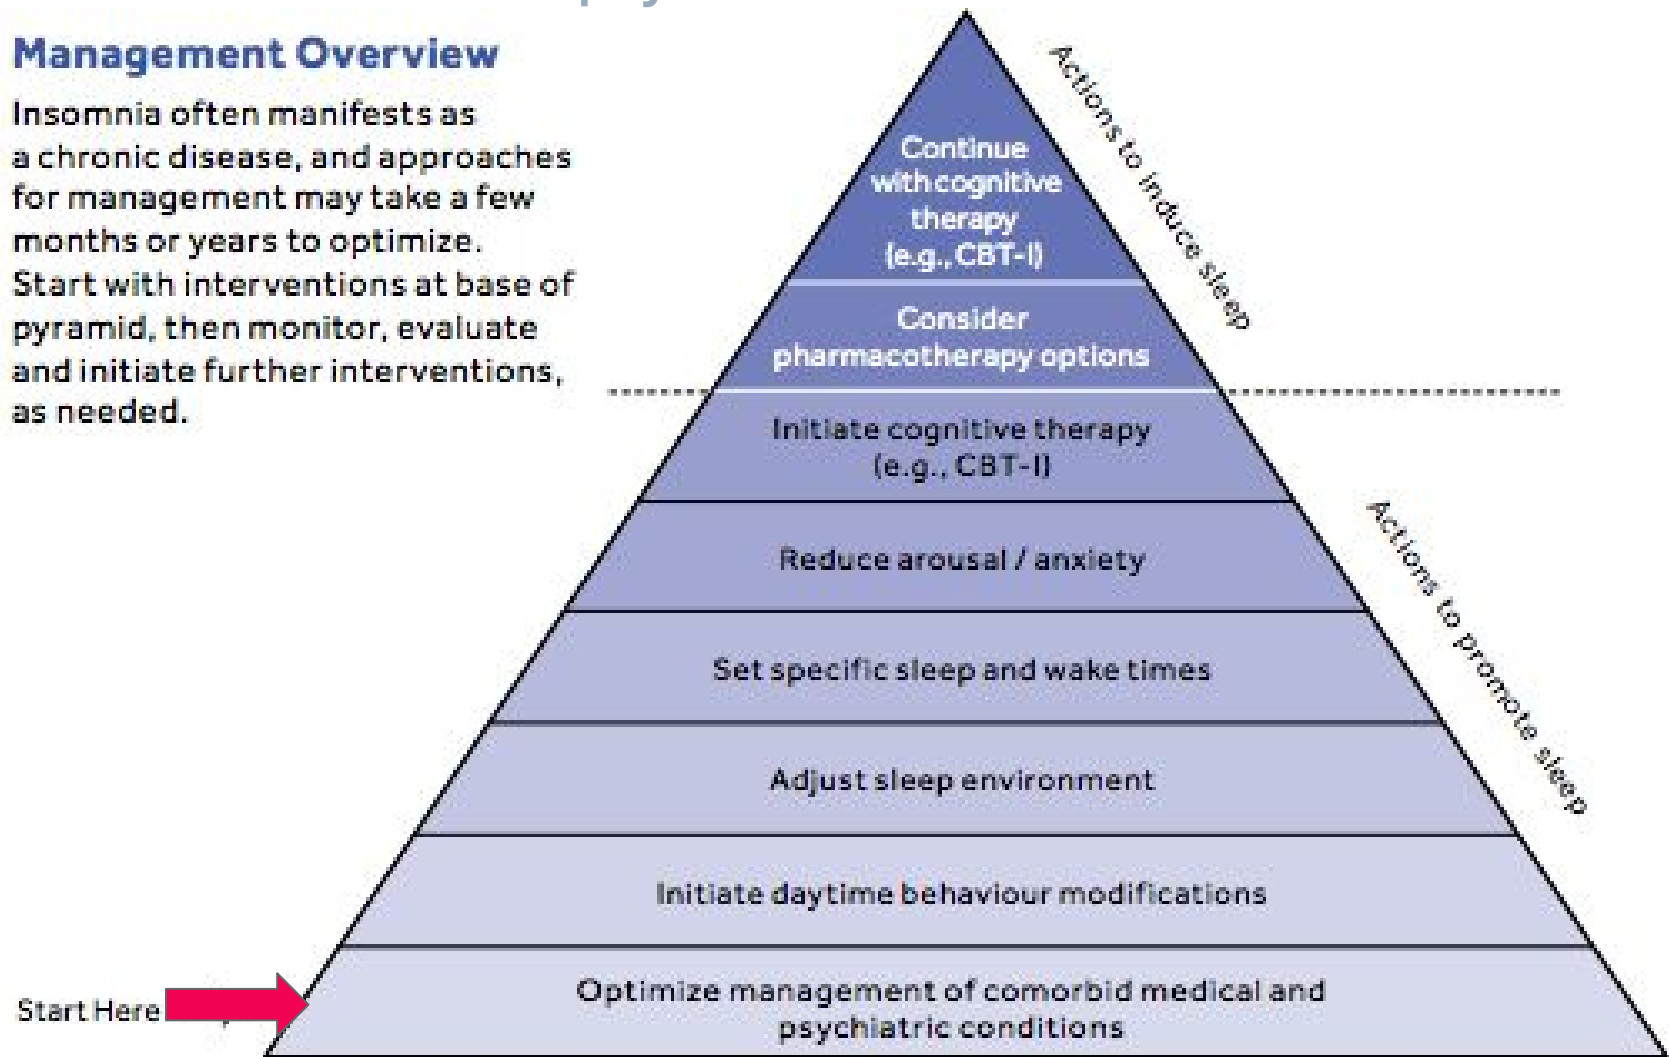 Management Overview
Insomnia often manifests as
a chronic disease, and approaches
for management may take a few
months or years to optimize.
Start with interventions at base of
pyramid, then monitor, evaluate
and initiate further interventions,
as needed.
Continue
with cognitive
therapy
(e.g., CBT-I)
Consider
pharmacotherapy options
Initiate cognitive therapy
(e.g., CBT-I)
Reduce arousal / anxiety
Set specific sleep and wake times
Adjust sleep environment
Initiate daytime behaviour modifications
Optimize management of comorbid medical and
psychiatric conditions
Actions to induce sleep
Actions to promote sleep
Start Here